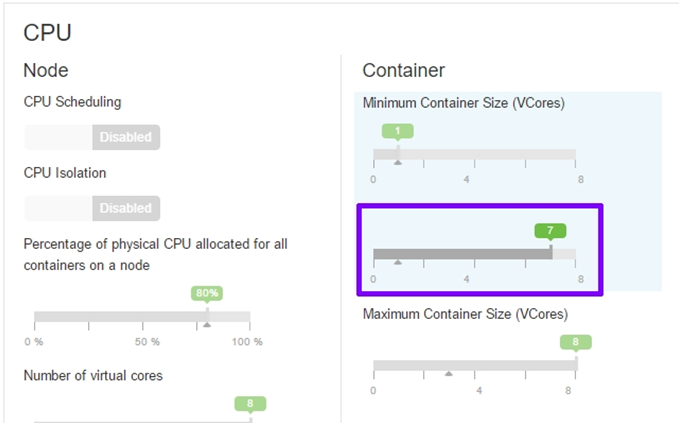 CPU
Node
CPU Scheduling
Disabled
CPU Isolation
Disabled
Percentage of physical CPU allocated for all
containers on a node
80%
0 %
50 %
100 %
Number of virtual cores
8
Container
Minimum Container Size (VCores)
1
0
4
8
7
0
4
8
Maximum Container Size (VCores)
8
0
4
8